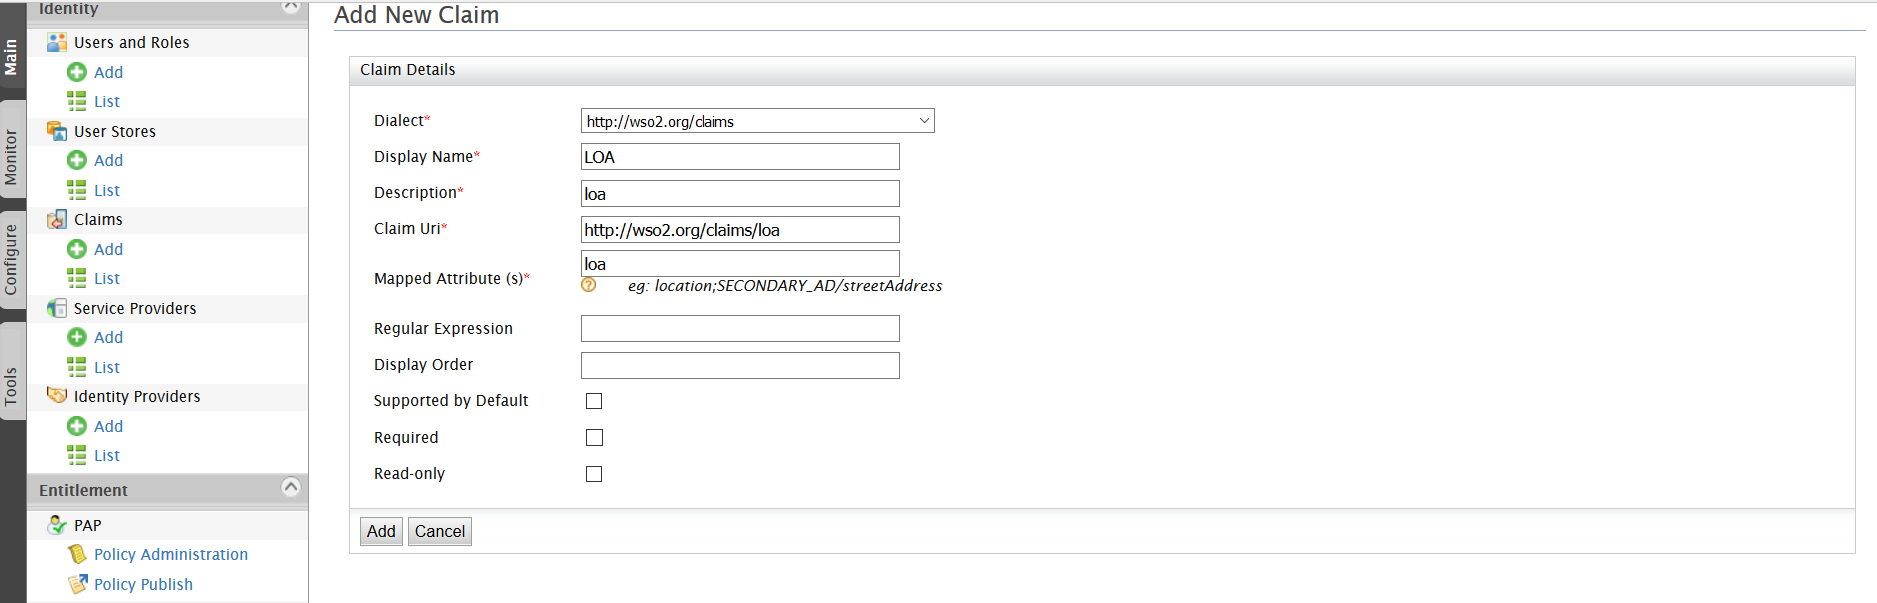 Main
Monitor
Configure
Tools
Identity
Users and Roles
Add
List
User Stores
Add
List
Claims
Add
List
Service Providers
Add
List
Identity Providers
Add
List
Entitlement
PAP
Policy Administration
Policy Publish
Add New Claim
Claim Details
Dialect* http://wso2.org/claims
Display Name* LOA
Description* loa
Claim Uri* http://wso2.org/claims/loa
Mapped Attribute (s)* loa
? eg: location;SECONDARY_AD/streetAddress
Regular Expression
Display Order
Supported by Default
Required
Read-only
Add Cancel